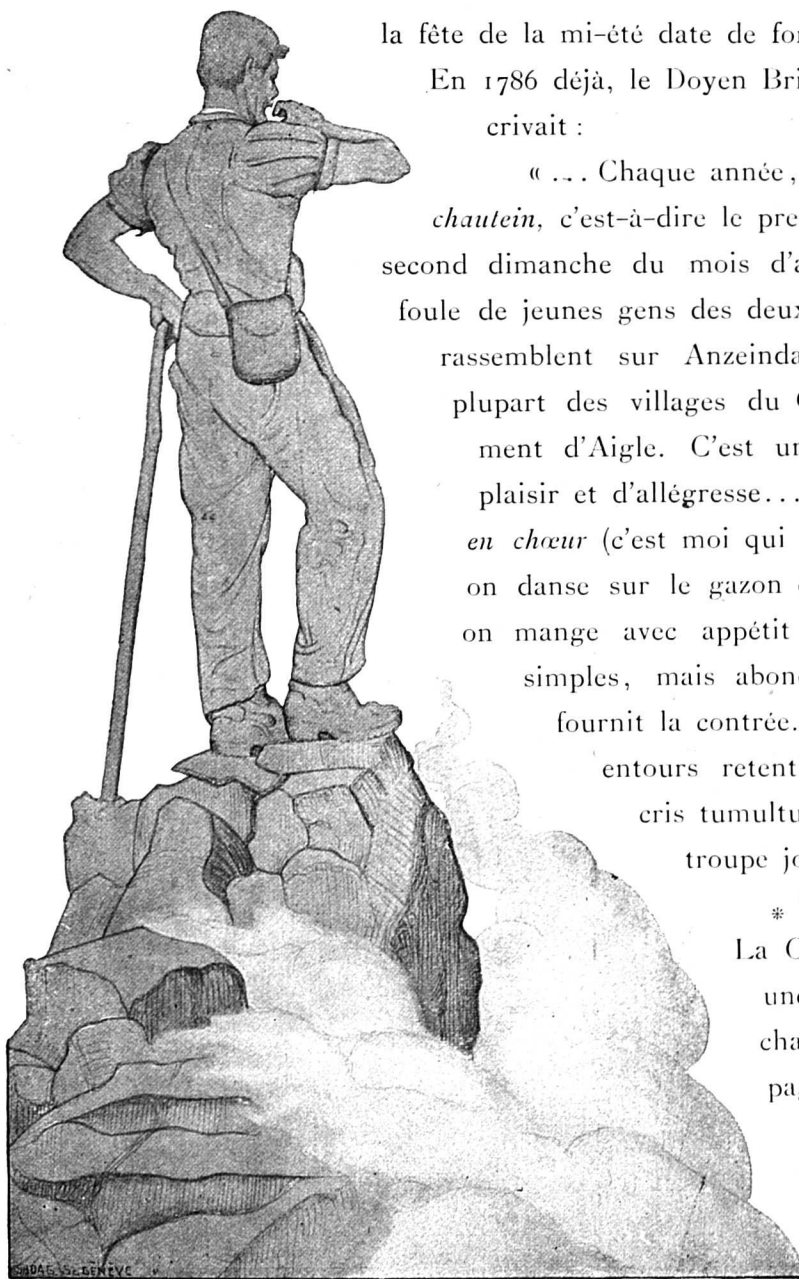 la fête de la mi-été date de
En 1786 déjà, le Doyen
crivait :
« ... Chaque année,
chautein, c'est-à-dire le
second dimanche du mois
foule de jeunes gens des
rassemblent sur
plupart des villages du
ment d'Aigle. C'est
plaisir et d'allégresse...
en chœur (c'est moi qui
on danse sur le gazon
on mange avec appétit
simples, mais
fournit la contrée.
entours
cris
troupe
*
La